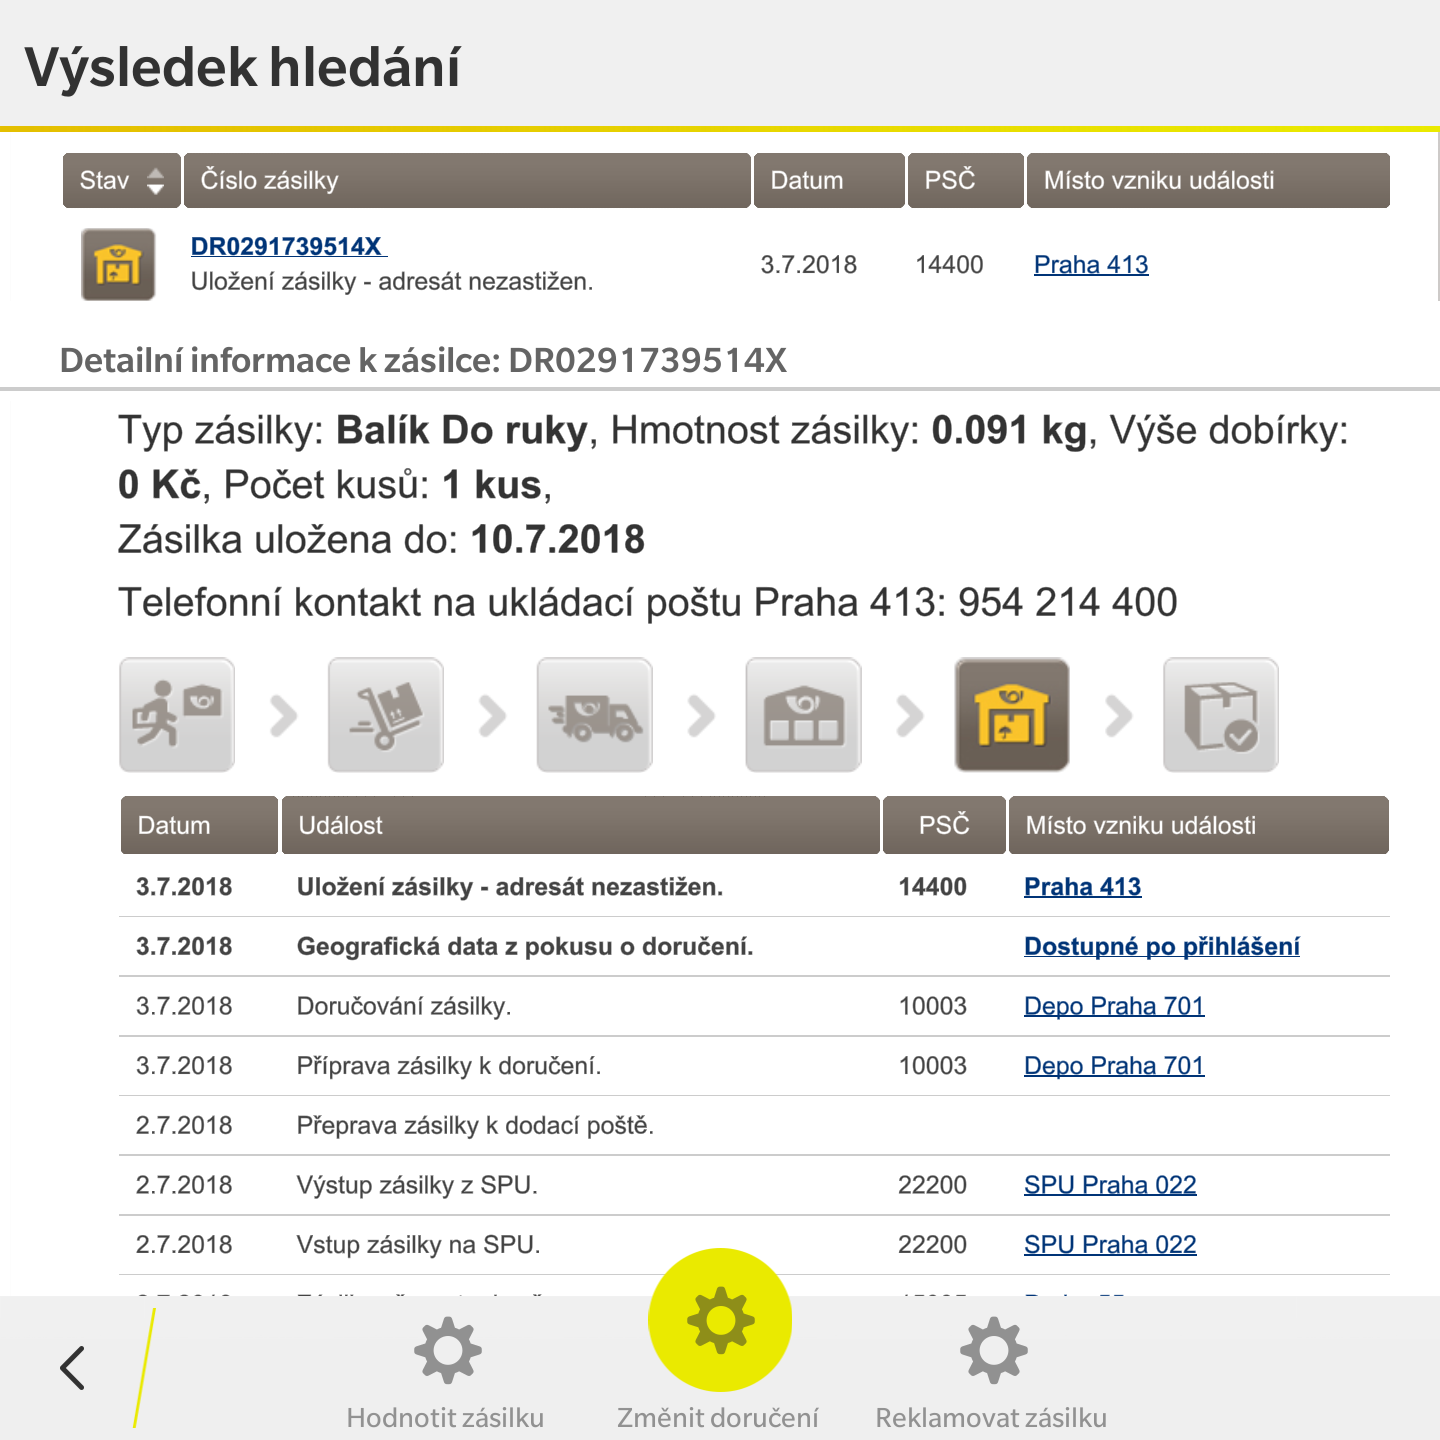 Výsledek hledání
Stav Číslo zásilky Datum PSČ Místo vzniku události
DR0291739514X
Uložení zásilky - adresát nezastižen.
3.7.2018 14400 Praha 413
Detailní informace k zásilce: DR0291739514X
Typ zásilky: Balík Do ruky, Hmotnost zásilky: 0.091 kg, Výše dobírky:
0 Kč, Počet kusů: 1 kus,
Zásilka uložena do: 10.7.2018
Telefonní kontakt na ukládací poštu Praha 413: 954 214 400
Datum Událost PSČ Místo vzniku události
3.7.2018 Uložení zásilky - adresát nezastižen. 14400 Praha 413
3.7.2018 Geografická data z pokusu o doručení. Dostupné po přihlášení
3.7.2018 Doručování zásilky. 10003 Depo Praha 701
3.7.2018 Příprava zásilky k doručení. 10003 Depo Praha 701
2.7.2018 Přeprava zásilky k dodací poště.
2.7.2018 Výstup zásilky z SPU. 22200 SPU Praha 022
2.7.2018 Vstup zásilky na SPU. 22200 SPU Praha 022
Hodnotit zásilku Změnit doručení Reklamovat zásilku